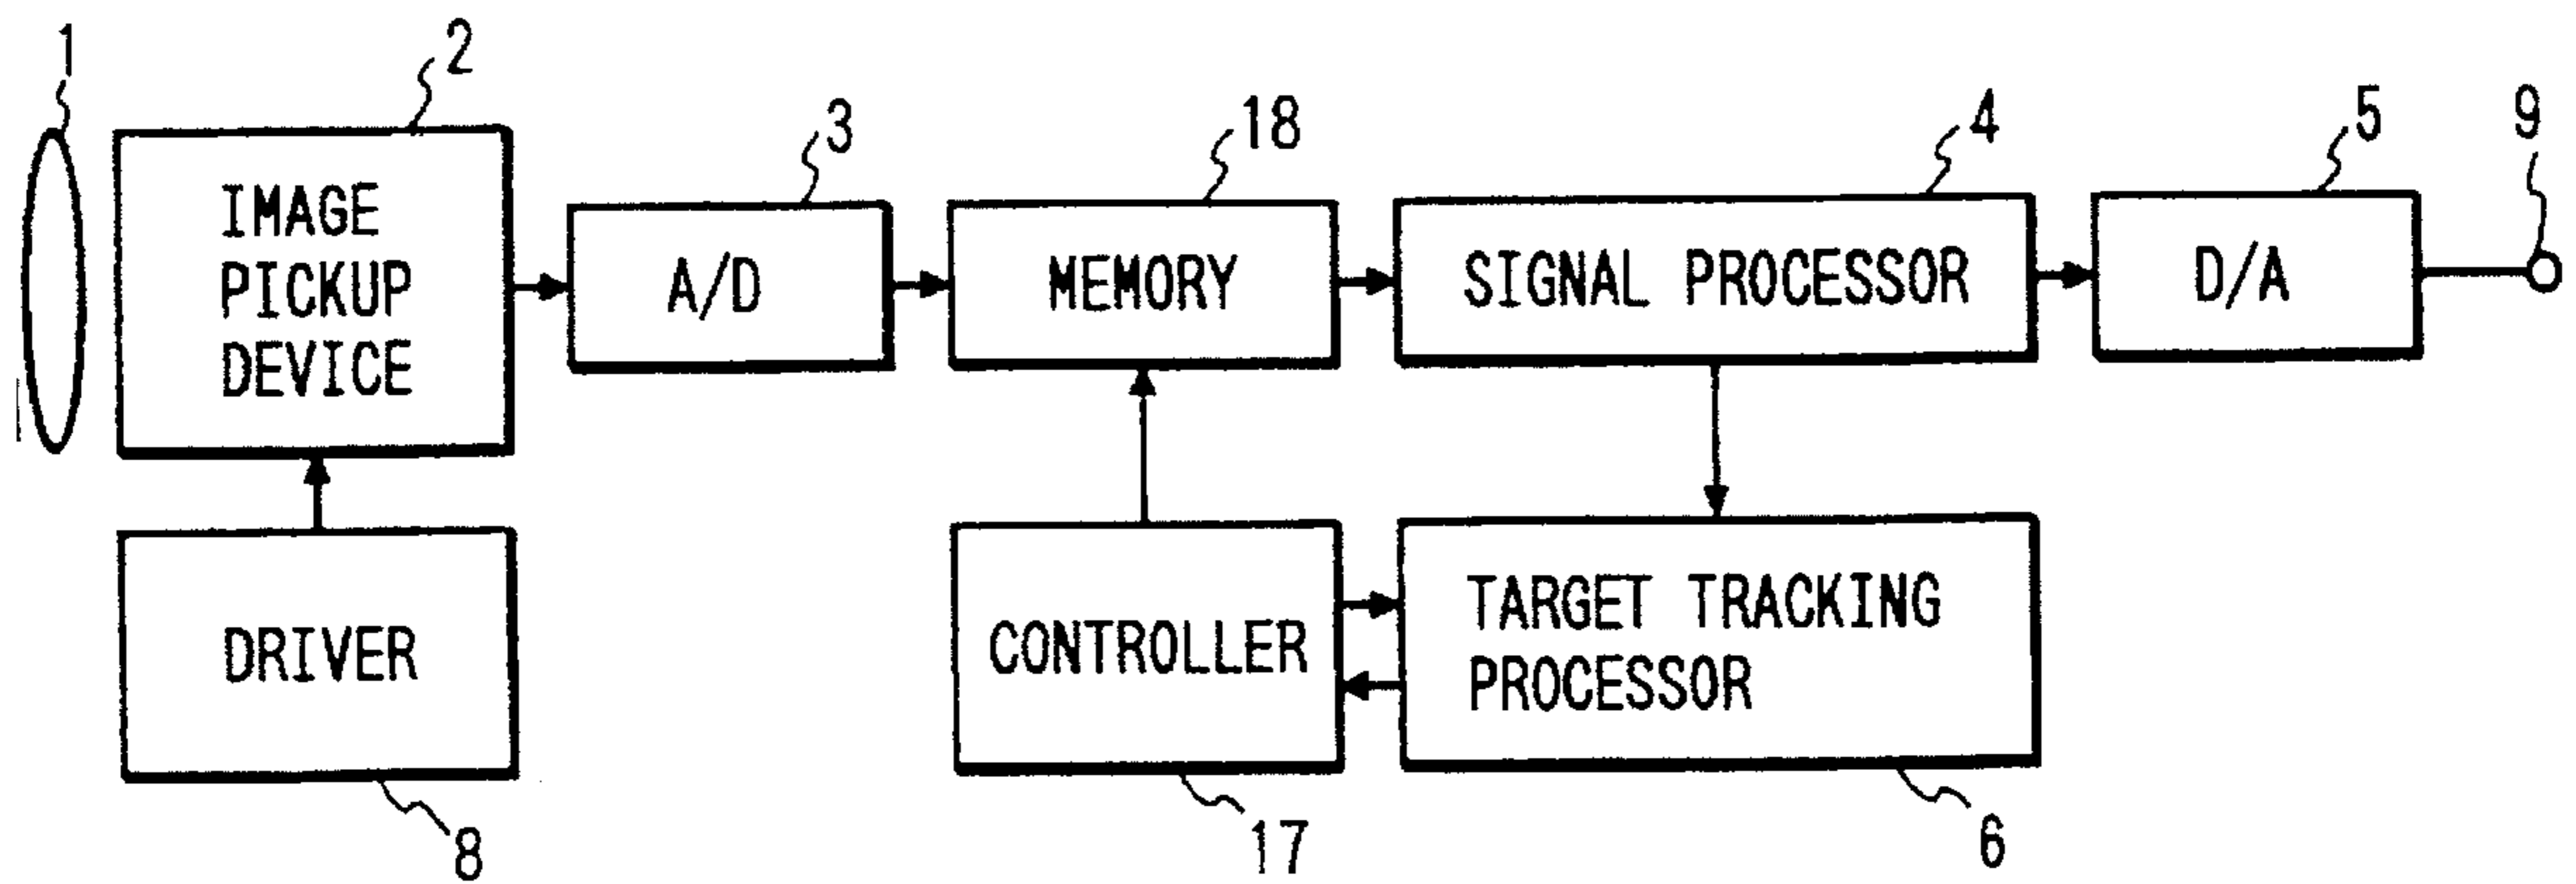 1
2
3
18
4
5
9
IMAGE
PICKUP
DEVICE
A/D
MEMORY
SIGNAL PROCESSOR
D/A
DRIVER
CONTROLLER
TARGET TRACKING
PROCESSOR
8
17
6